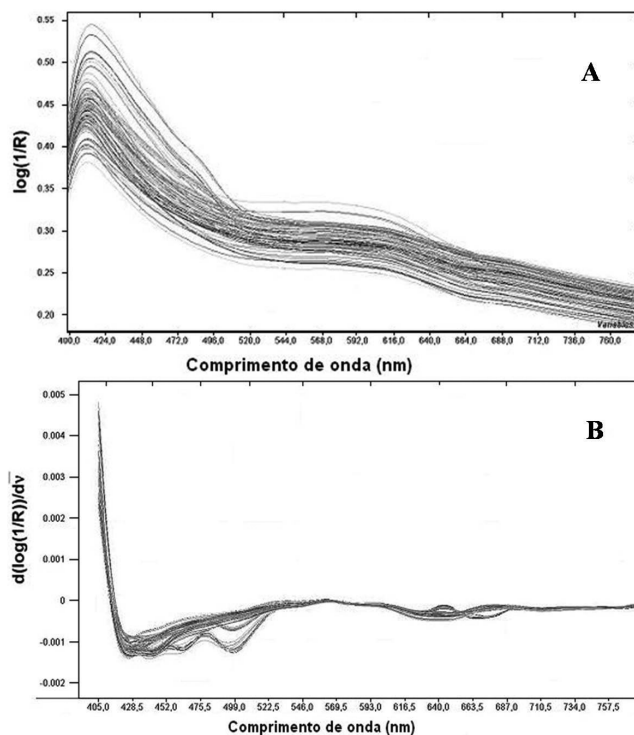 A
0.55
0.50
0.45
0.40
0.35
0.30
0.25
0.20
log(1/R)
Variables
400,0 424,0 448,0 472,0 496,0 520,0 544,0 568,0 592,0 616,0 640,0 664,0 688,0 712,0 736,0 760,0
Comprimento de onda (nm)
B
0.005
0.004
0.003
0.002
0.001
0
-0.001
-0.002
d(log(1/R))/dv̅
405,0 428,5 452,0 475,5 499,0 522,5 546,0 569,5 593,0 616,5 640,0 663,5 687,0 710,5 734,0 757,5
Comprimento de onda (nm)